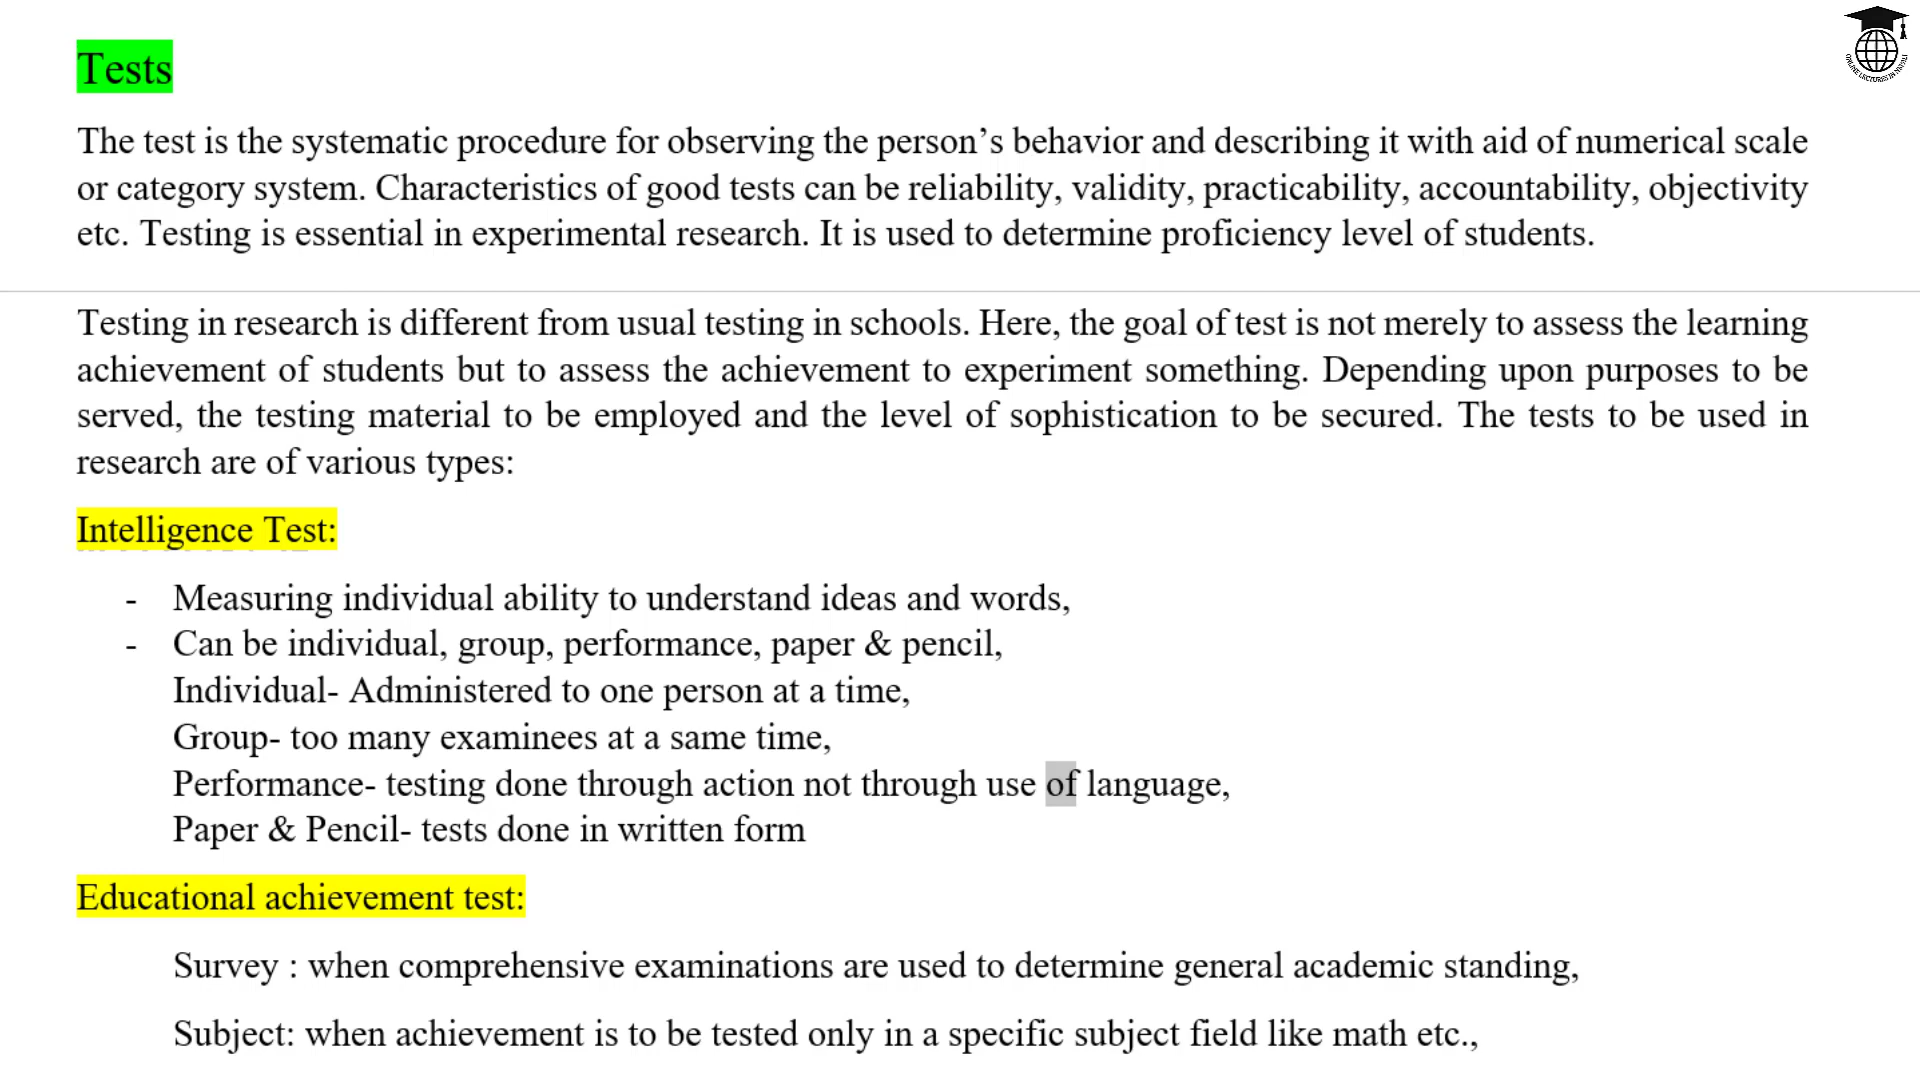 Tests
The test is the systematic procedure for observing the person’s behavior and describing it with aid of numerical scale
or category system. Characteristics of good tests can be reliability, validity, practicability, accountability, objectivity
etc. Testing is essential in experimental research. It is used to determine proficiency level of students.
Testing in research is different from usual testing in schools. Here, the goal of test is not merely to assess the learning
achievement of students but to assess the achievement to experiment something. Depending upon purposes to be
served, the testing material to be employed and the level of sophistication to be secured. The tests to be used in
research are of various types:
Intelligence Test:
- Measuring individual ability to understand ideas and words,
- Can be individual, group, performance, paper & pencil,
Individual- Administered to one person at a time,
Group- too many examinees at a same time,
Performance- testing done through action not through use of language,
Paper & Pencil- tests done in written form
Educational achievement test:
Survey : when comprehensive examinations are used to determine general academic standing,
Subject: when achievement is to be tested only in a specific subject field like math etc.,
ONLINE LECTURES IN NEPALI